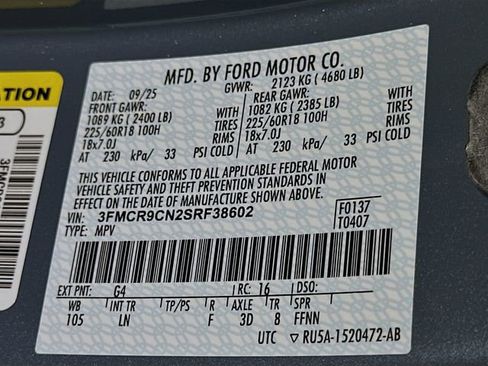 ATION
3
3FMCR9
MFD. BY FORD MOTOR CO.
DATE: 09/25 GVWR: 2123 KG ( 4680 LB)
FRONT GAWR: REAR GAWR:
1089 KG ( 2400 LB) WITH 1082 KG ( 2385 LB) WITH
225/60R18 100H TIRES 225/60R18 100H TIRES
18x7.0J RIMS 18x7.0J RIMS
AT 230 kPa/ 33 PSI COLD AT 230 kPa/ 33 PSI COLD
THIS VEHICLE CONFORMS TO ALL APPLICABLE FEDERAL MOTOR
VEHICLE SAFETY AND THEFT PREVENTION STANDARDS IN
EFFECT ON THE DATE OF MANUFACTURE SHOWN ABOVE.
VIN: 3FMCR9CN2SRF38602 F0137
TYPE: MPV T0407
EXT PNT: G4 RC: 16 DSO:
WB INT TR TP/PS R AXLE TR SPR
105 LN F 3D 8 FFNN
UTC ▽ RU5A-1520472-AB